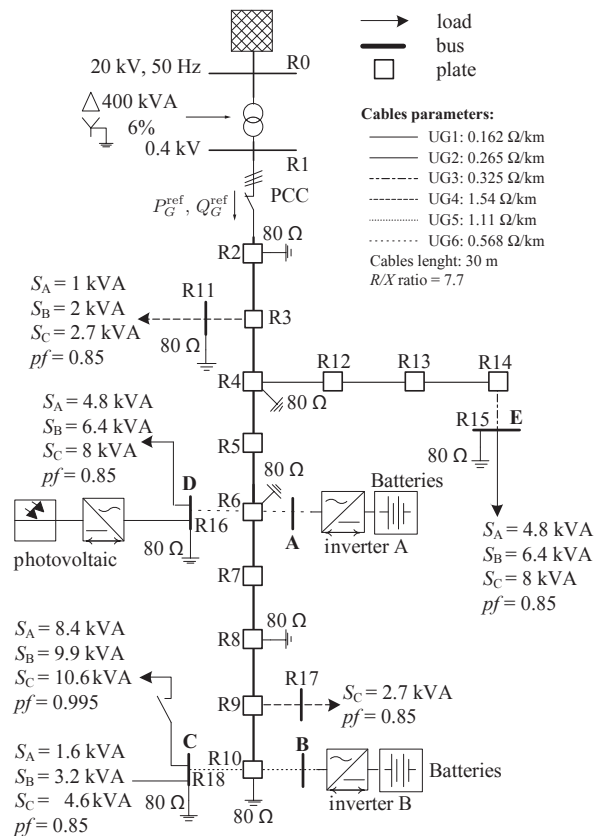 R0
20 kV, 50 Hz
400 kVA
6%
0.4 kV
R1
P_G^ref, Q_G^ref
PCC
load
bus
plate
Cables parameters:
UG1: 0.162 Ω/km
UG2: 0.265 Ω/km
UG3: 0.325 Ω/km
UG4: 1.54 Ω/km
UG5: 1.11 Ω/km
UG6: 0.568 Ω/km
Cables lenght: 30 m
R/X ratio = 7.7
80 Ω
R2
S_A = 1 kVA
S_B = 2 kVA
S_C = 2.7 kVA
pf = 0.85
R11
80 Ω
R3
R4
80 Ω
R12
R13
R14
R15 E
80 Ω
S_A = 4.8 kVA
S_B = 6.4 kVA
S_C = 8 kVA
pf = 0.85
S_A = 4.8 kVA
S_B = 6.4 kVA
S_C = 8 kVA
pf = 0.85
R5
D
R16
80 Ω
photovoltaic
R6
80 Ω
A
Batteries
inverter A
R7
R8
80 Ω
R9
R17
S_C = 2.7 kVA
pf = 0.85
S_A = 8.4 kVA
S_B = 9.9 kVA
S_C = 10.6 kVA
pf = 0.995
C
R18
S_A = 1.6 kVA
S_B = 3.2 kVA
S_C = 4.6 kVA
pf = 0.85
80 Ω
R10
80 Ω
B
Batteries
inverter B